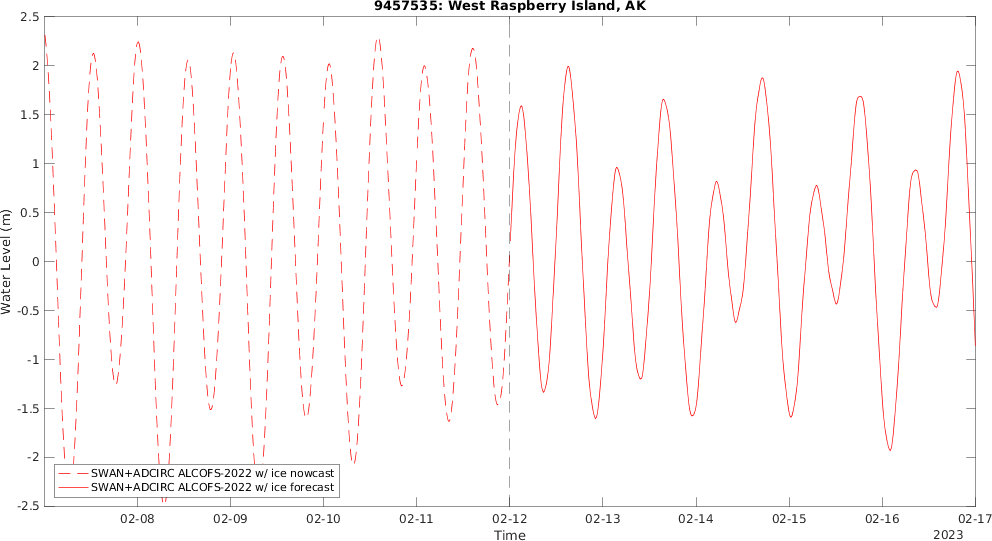 9457535: West Raspberry Island, AK
2.5
2
1.5
1
0.5
0
-0.5
-1
-1.5
-2
-2.5
Water Level (m)
SWAN+ADCIRC ALCOFS-2022 w/ ice nowcast
SWAN+ADCIRC ALCOFS-2022 w/ ice forecast
02-08 02-09 02-10 02-11 02-12 02-13 02-14 02-15 02-16 02-17
Time
2023